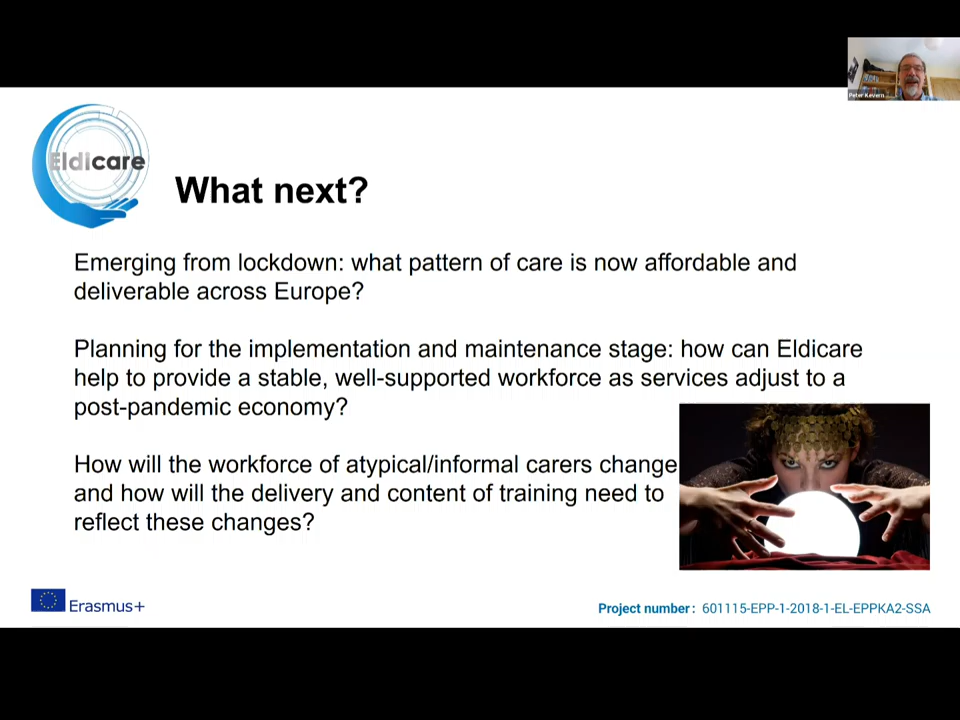 Peter Kevern
Eldicare
What next?
Emerging from lockdown: what pattern of care is now affordable and
deliverable across Europe?
Planning for the implementation and maintenance stage: how can Eldicare
help to provide a stable, well-supported workforce as services adjust to a
post-pandemic economy?
How will the workforce of atypical/informal carers change
and how will the delivery and content of training need to
reflect these changes?
Erasmus+
Project number: 601115-EPP-1-2018-1-EL-EPPKA2-SSA